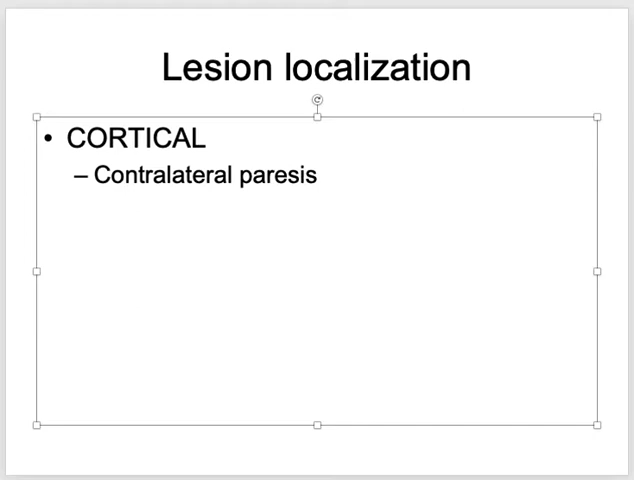 Lesion localization
• CORTICAL
– Contralateral paresis